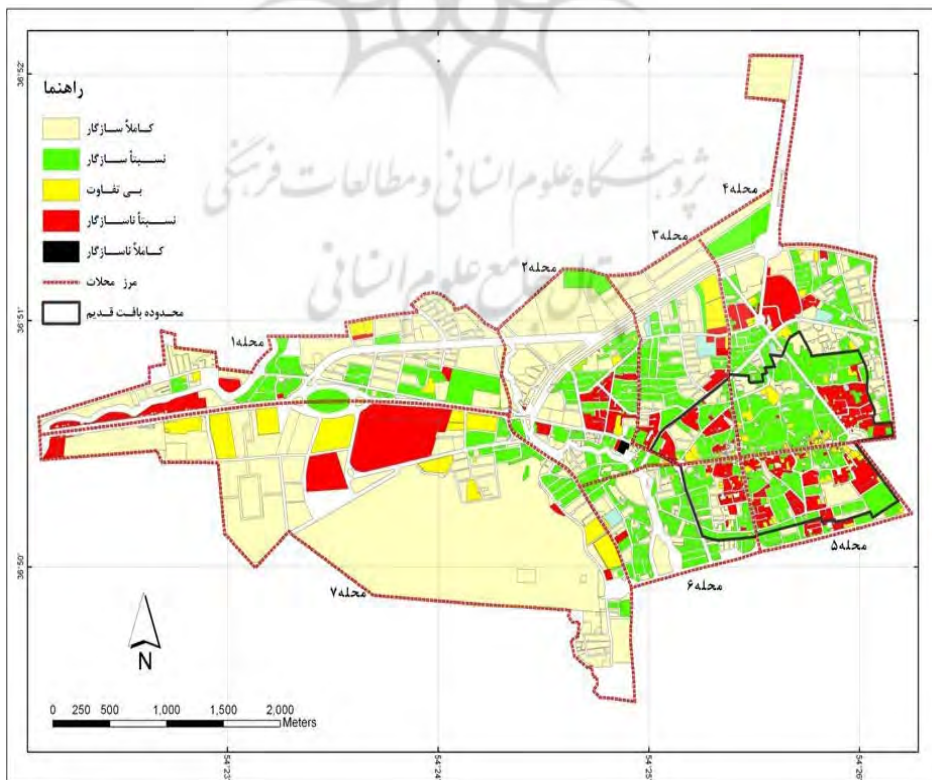 راهنما
کاملاً سازگار
نسبتاً سازگار
بی تفاوت
نسبتاً ناسازگار
کاملاً ناسازگار
مرز محلات
محدوده بافت قدیم
پژوهشگاه علوم انسانی و مطالعات فرهنگی
پرتال جامع علوم انسانی
محله۴
محله۳
محله۲
محله۱
محله۵
محله۶
محله۷
36°52'
36°51'
36°50'
54°23'
54°24'
54°25'
54°26'
N
0 250 500 1,000 1,500 2,000
Meters